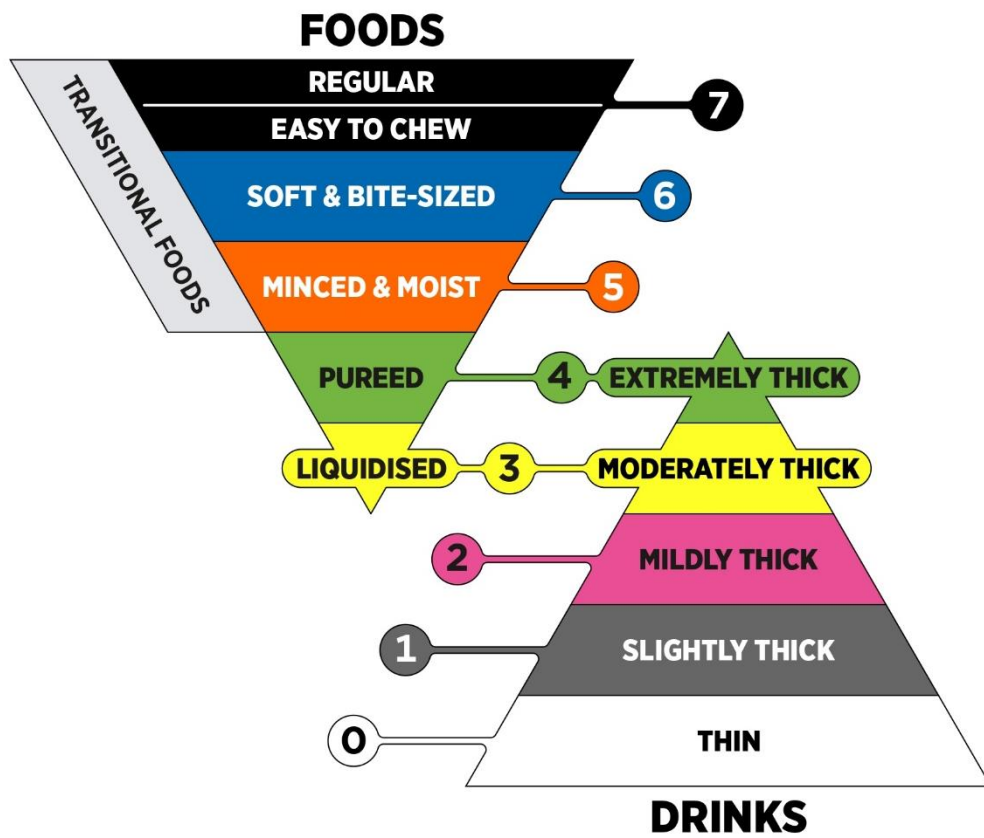 FOODS
REGULAR
7
EASY TO CHEW
TRANSITIONAL FOODS
SOFT & BITE-SIZED
6
MINCED & MOIST
5
PUREED
4
EXTREMELY THICK
LIQUIDISED
3
MODERATELY THICK
2
MILDLY THICK
1
SLIGHTLY THICK
0
THIN
DRINKS